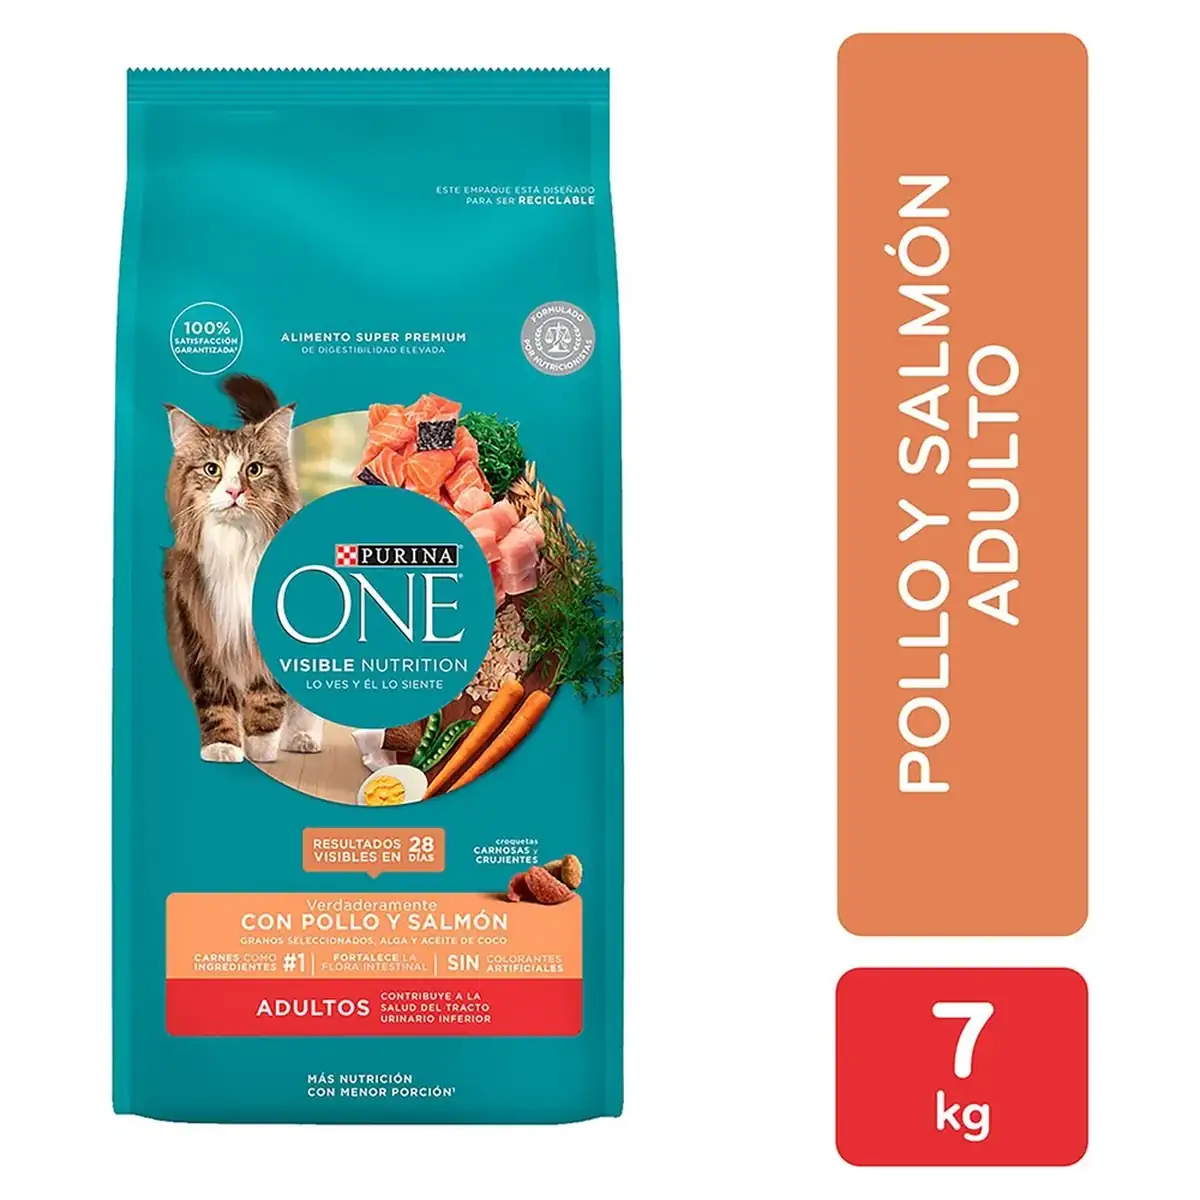 ESTE EMPAQUE ESTÁ DISEÑADO
PARA SER RECICLABLE
100%
SATISFACCIÓN
GARANTIZADA¹
ALIMENTO SUPER PREMIUM
DE DIGESTIBILIDAD ELEVADA
FORMULADO
POR NUTRICIONISTAS
PURINA
ONE
VISIBLE NUTRITION
LO VES Y ÉL LO SIENTE
RESULTADOS
VISIBLES EN
28
DÍAS
croquetas
CARNOSAS y
CRUJIENTES
Verdaderamente
CON POLLO Y SALMÓN
GRANOS SELECCIONADOS, ALGA Y ACEITE DE COCO
CARNES COMO
INGREDIENTES #1
FORTALECE LA
FLORA INTESTINAL
SIN COLORANTES
ARTIFICIALES
ADULTOS
CONTRIBUYE A LA
SALUD DEL TRACTO
URINARIO INFERIOR
MÁS NUTRICIÓN
CON MENOR PORCIÓN¹
POLLO Y SALMÓN
ADULTO
7
kg